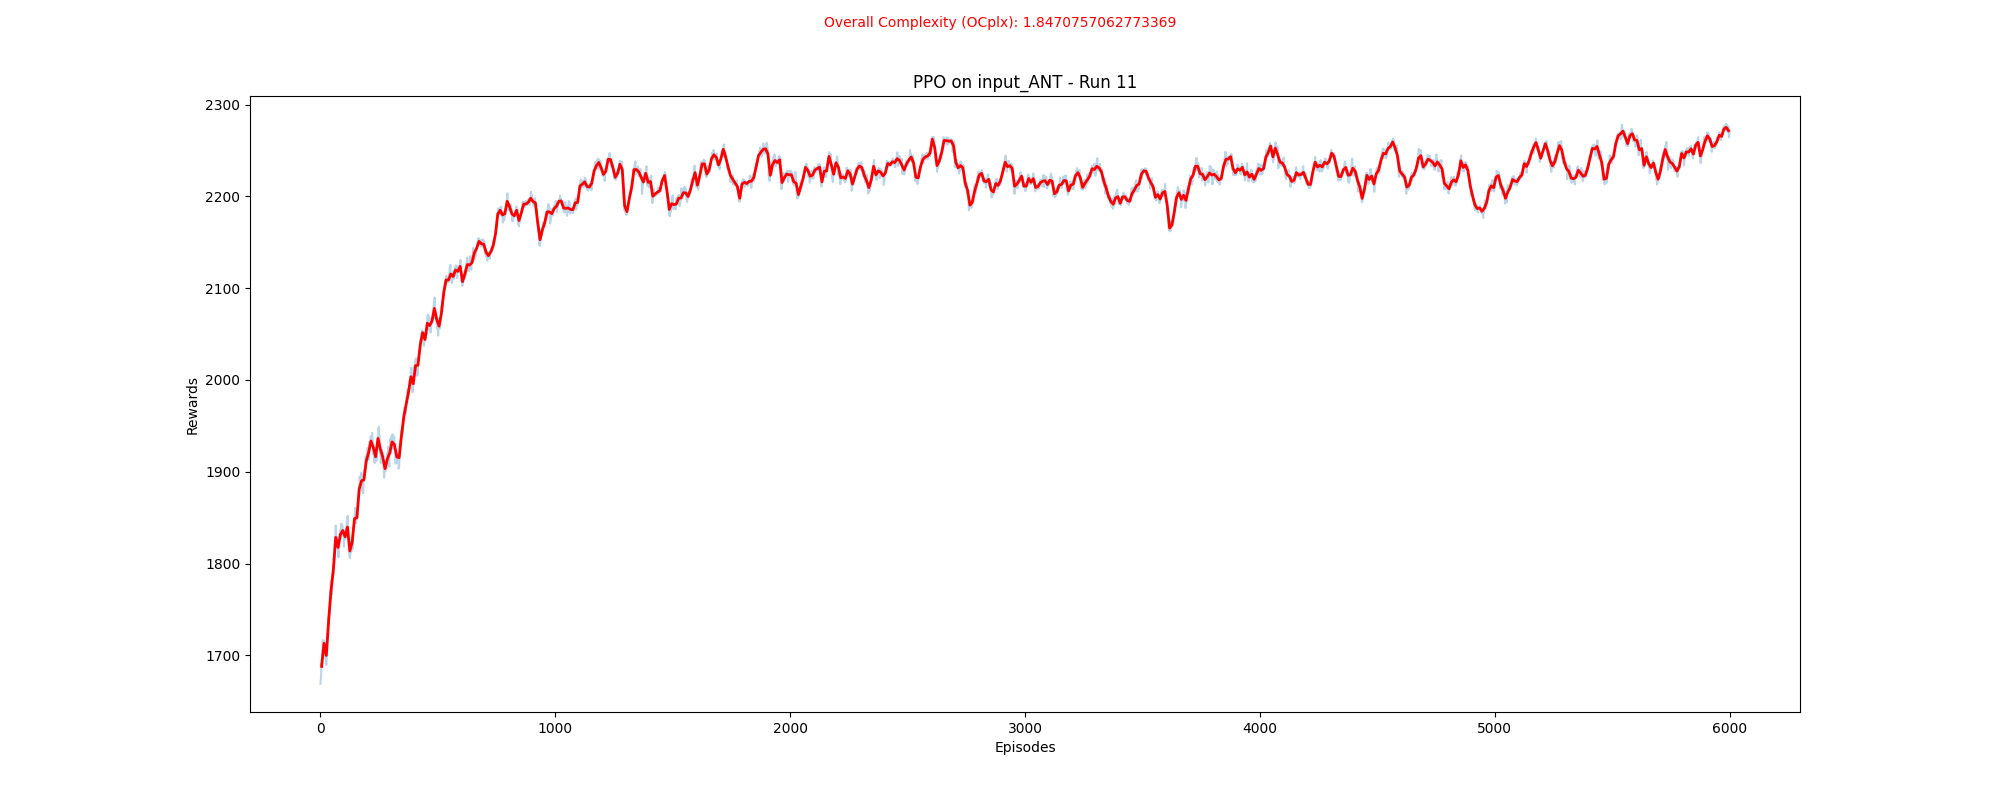 Overall Complexity (OCplx): 1.8470757062773369
PPO on input_ANT - Run 11
2300
2200
2100
2000
1900
1800
1700
Rewards
0 1000 2000 3000 4000 5000 6000
Episodes